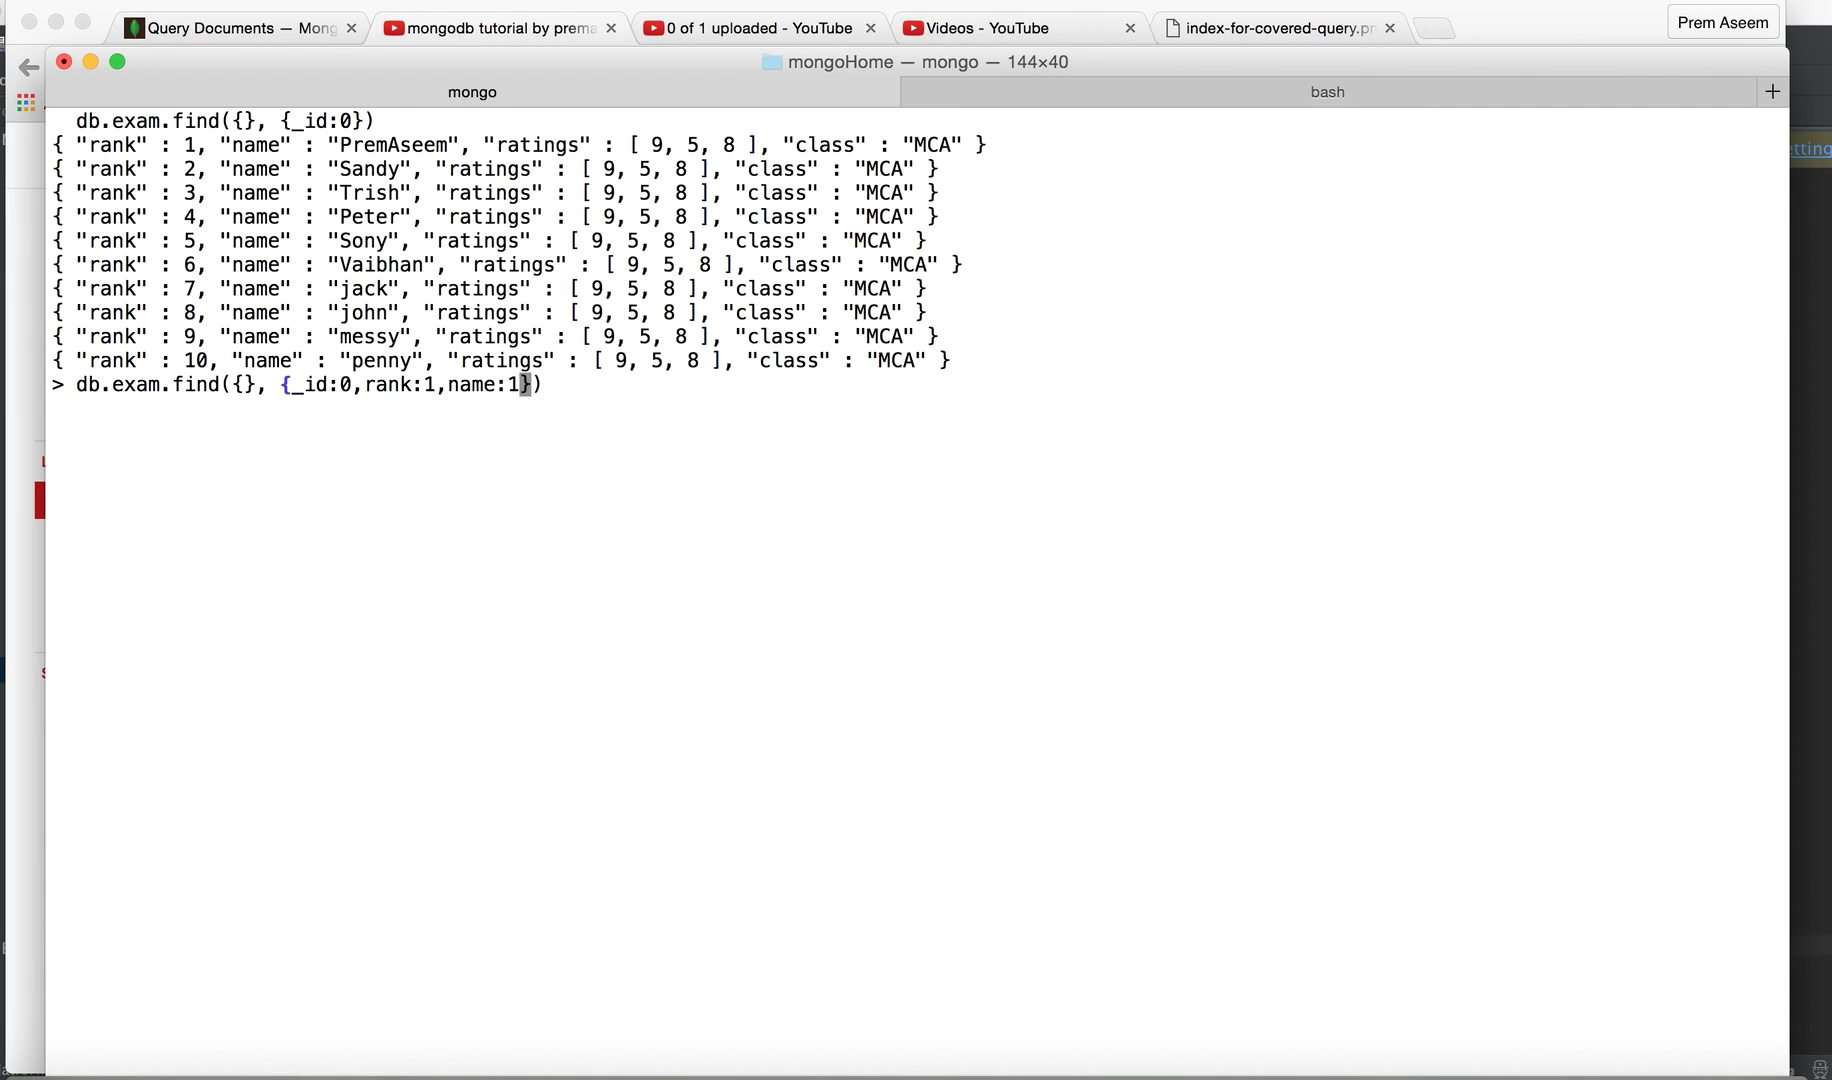 Query Documents — Mong
mongodb tutorial by prema
0 of 1 uploaded - YouTube
Videos - YouTube
index-for-covered-query.pn
Prem Aseem
mongoHome — mongo — 144×40
mongo
bash
db.exam.find({}, {_id:0})
{ "rank" : 1, "name" : "PremAseem", "ratings" : [ 9, 5, 8 ], "class" : "MCA" }
{ "rank" : 2, "name" : "Sandy", "ratings" : [ 9, 5, 8 ], "class" : "MCA" }
{ "rank" : 3, "name" : "Trish", "ratings" : [ 9, 5, 8 ], "class" : "MCA" }
{ "rank" : 4, "name" : "Peter", "ratings" : [ 9, 5, 8 ], "class" : "MCA" }
{ "rank" : 5, "name" : "Sony", "ratings" : [ 9, 5, 8 ], "class" : "MCA" }
{ "rank" : 6, "name" : "Vaibhan", "ratings" : [ 9, 5, 8 ], "class" : "MCA" }
{ "rank" : 7, "name" : "jack", "ratings" : [ 9, 5, 8 ], "class" : "MCA" }
{ "rank" : 8, "name" : "john", "ratings" : [ 9, 5, 8 ], "class" : "MCA" }
{ "rank" : 9, "name" : "messy", "ratings" : [ 9, 5, 8 ], "class" : "MCA" }
{ "rank" : 10, "name" : "penny", "ratings" : [ 9, 5, 8 ], "class" : "MCA" }
> db.exam.find({}, {_id:0,rank:1,name:1})
etting